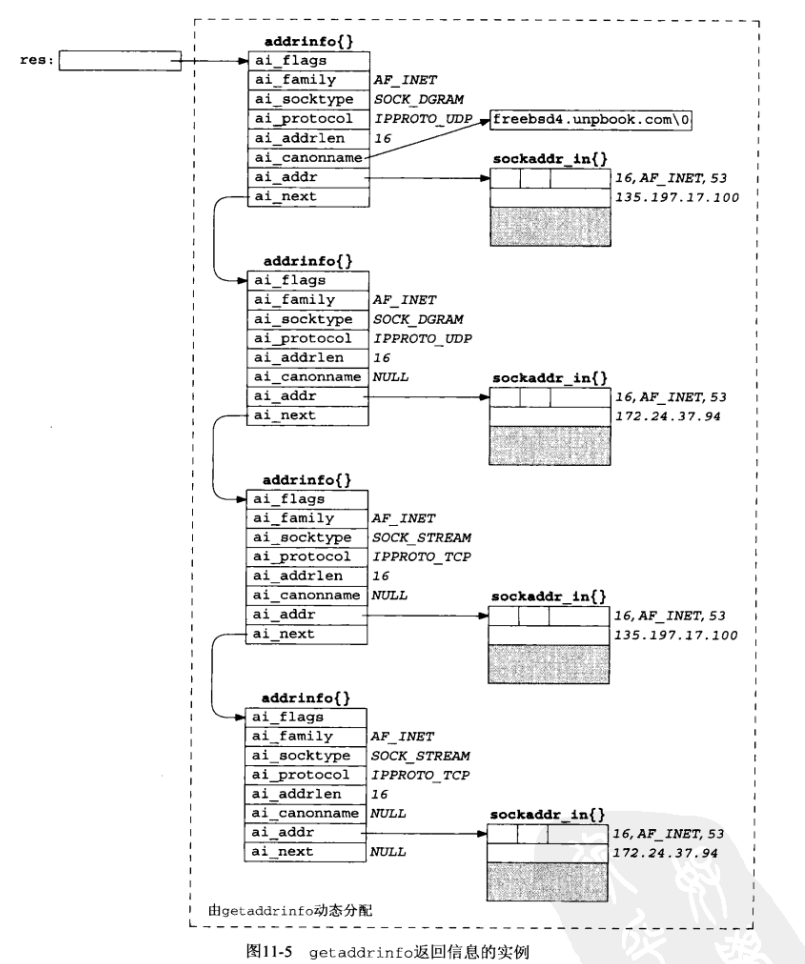 res:
addrinfo{}
ai_flags
ai_family AF_INET
ai_socktype SOCK_DGRAM
ai_protocol IPPROTO_UDP
ai_addrlen 16
ai_canonname
freebsd4.unpbook.com\0
ai_addr
ai_next
sockaddr_in{}
16, AF_INET, 53
135.197.17.100
addrinfo{}
ai_flags
ai_family AF_INET
ai_socktype SOCK_DGRAM
ai_protocol IPPROTO_UDP
ai_addrlen 16
ai_canonname NULL
ai_addr
ai_next
sockaddr_in{}
16, AF_INET, 53
172.24.37.94
addrinfo{}
ai_flags
ai_family AF_INET
ai_socktype SOCK_STREAM
ai_protocol IPPROTO_TCP
ai_addrlen 16
ai_canonname NULL
ai_addr
ai_next
sockaddr_in{}
16, AF_INET, 53
135.197.17.100
addrinfo{}
ai_flags
ai_family AF_INET
ai_socktype SOCK_STREAM
ai_protocol IPPROTO_TCP
ai_addrlen 16
ai_canonname NULL
ai_addr
ai_next NULL
sockaddr_in{}
16, AF_INET, 53
172.24.37.94
由getaddrinfo动态分配
图11-5 getaddrinfo返回信息的实例